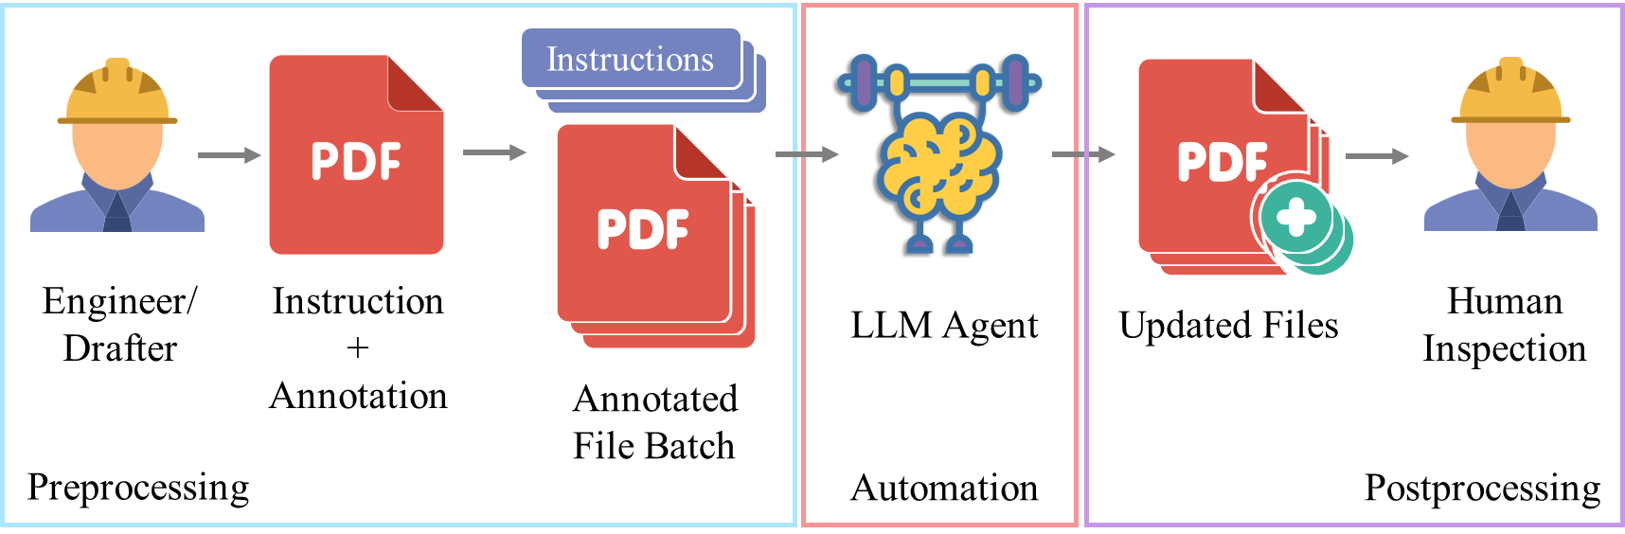 Engineer/
Drafter
PDF
Instruction
+
Annotation
Instructions
PDF
Annotated
File Batch
Preprocessing
LLM Agent
Automation
PDF
Updated Files
Human
Inspection
Postprocessing